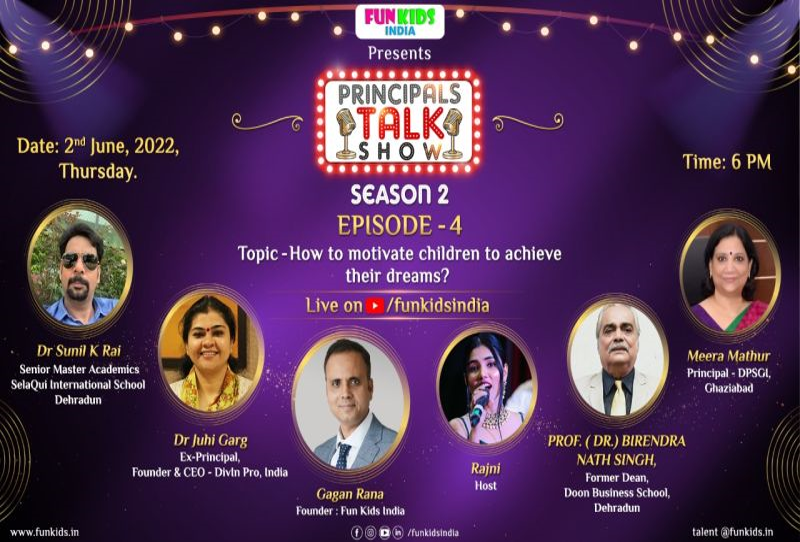 FUNKIDS
INDIA
Presents
PRINCIPALS
TALK
SHOW
Date: 2nd June, 2022,
Thursday.
Time: 6 PM
SEASON 2
EPISODE - 4
Topic - How to motivate children to achieve
their dreams?
Live on /funkidsindia
Dr Sunil K Rai
Senior Master Academics
SelaQui International School
Dehradun
Dr Juhi Garg
Ex-Principal,
Founder & CEO - DivIn Pro, India
Gagan Rana
Founder : Fun Kids India
Rajni
Host
PROF. ( DR.) BIRENDRA
NATH SINGH,
Former Dean,
Doon Business School,
Dehradun
Meera Mathur
Principal - DPSGI,
Ghaziabad
www.funkids.in
/funkidsindia
talent @funkids.in